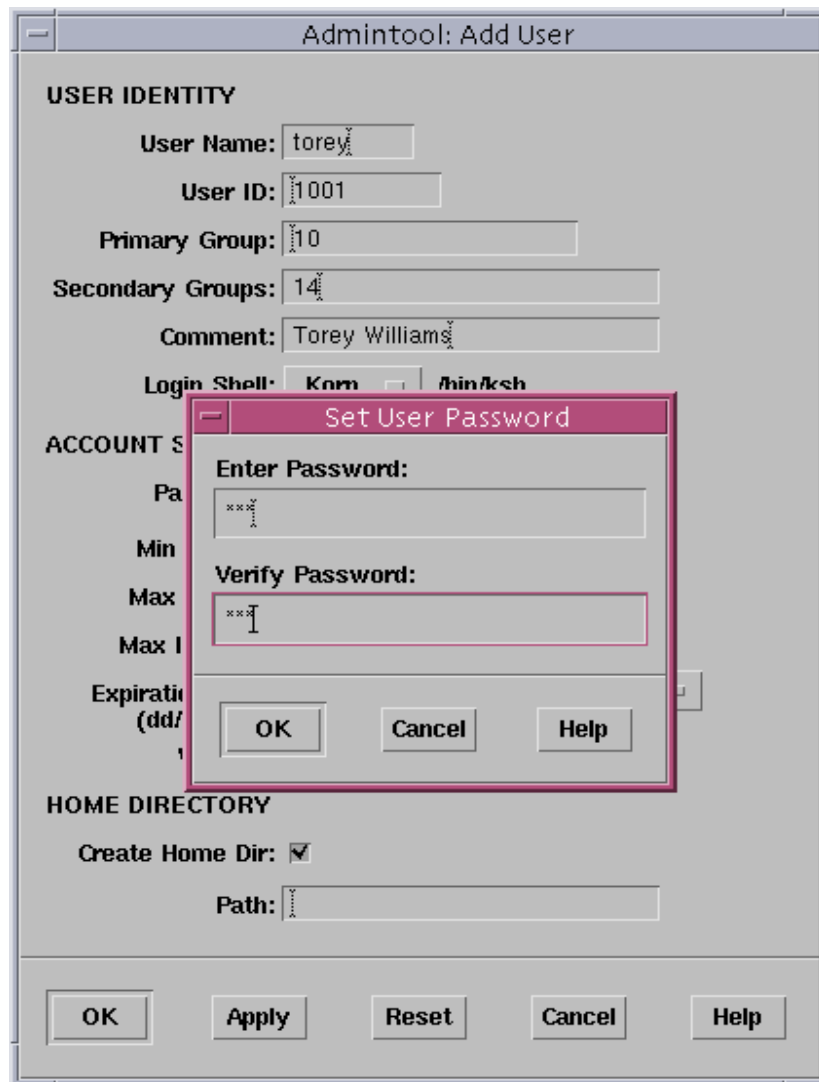 Admintool: Add User
USER IDENTITY
User Name: torey
User ID: 1001
Primary Group: 10
Secondary Groups: 14
Comment: Torey Williams
Login Shell: Korn /bin/ksh
Set User Password
ACCOUNT S
Enter Password:
Pa
***
Min
Verify Password:
Max
***
Max I
Expiratio
(dd/
OK Cancel Help
HOME DIRECTORY
Create Home Dir:
Path:
OK Apply Reset Cancel Help